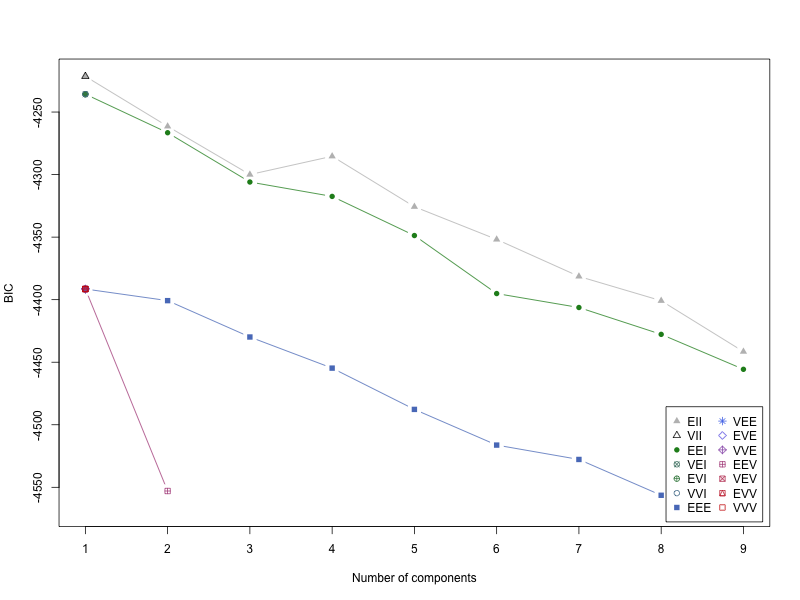 BIC
-4250
-4300
-4350
-4400
-4450
-4500
-4550
1 2 3 4 5 6 7 8 9
Number of components
EII VEE
VII EVE
EEI VVE
VEI EEV
EVI VEV
VVI EVV
EEE VVV